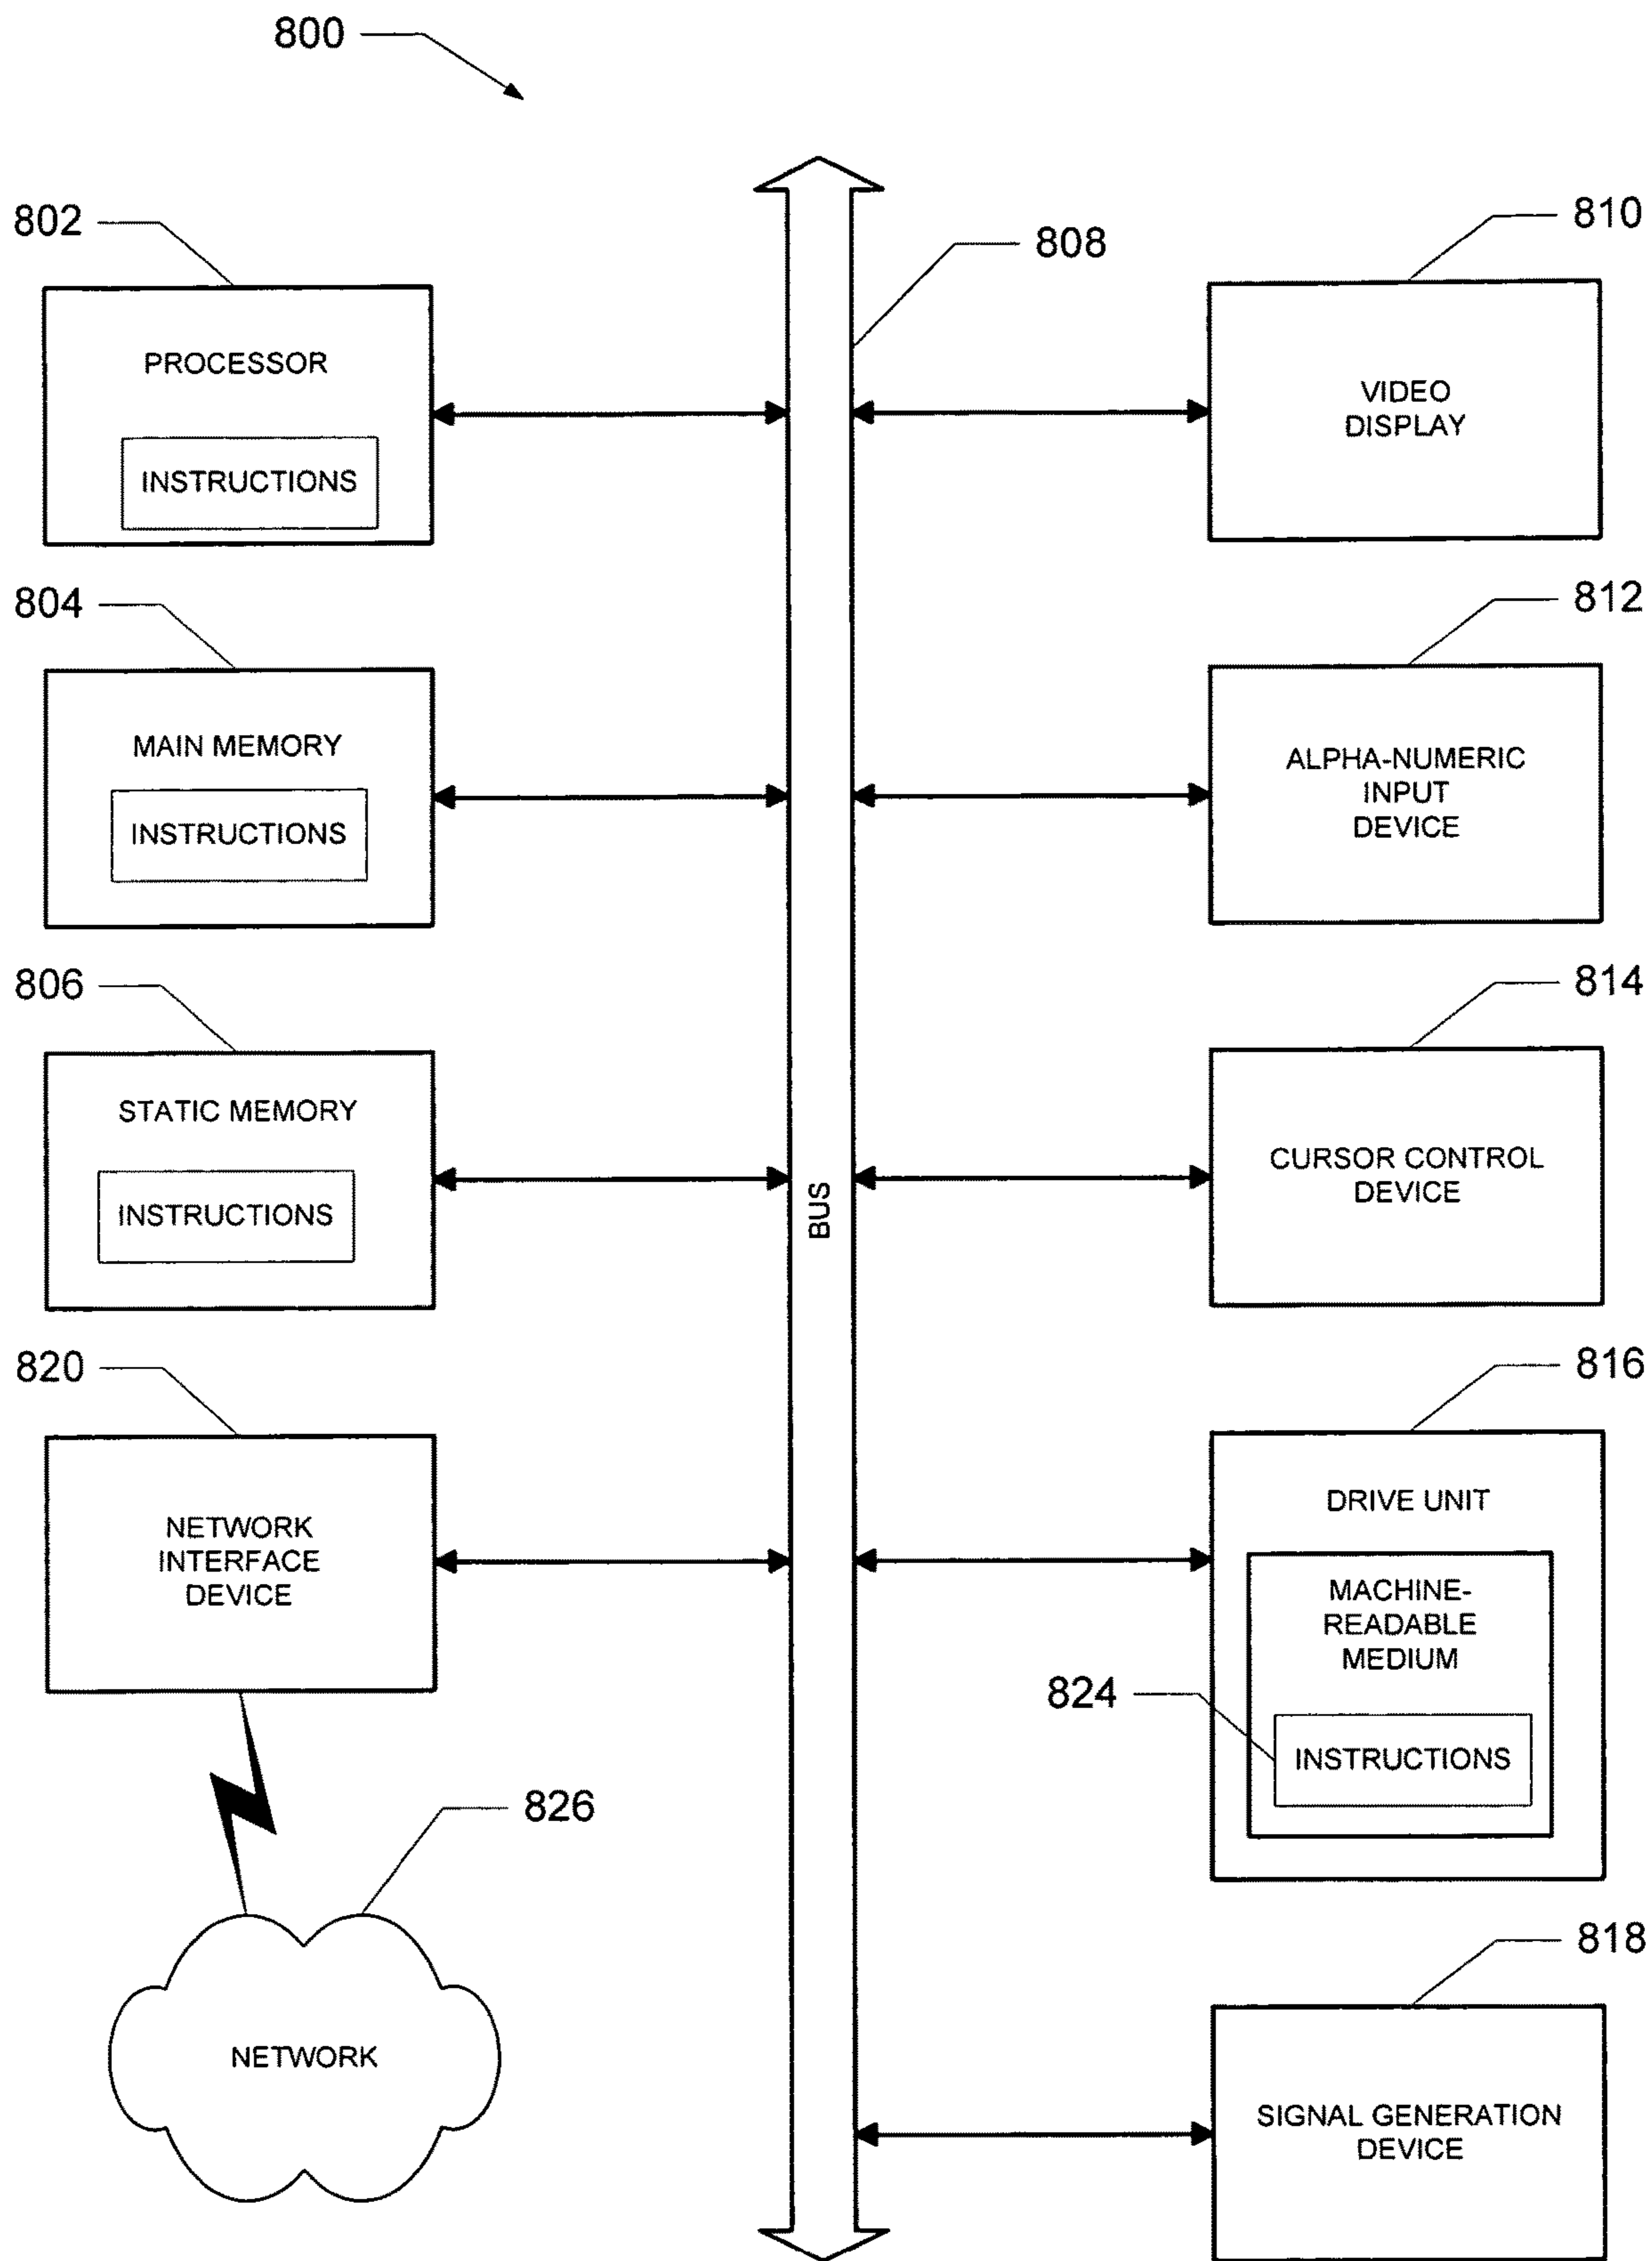 800
802
PROCESSOR
INSTRUCTIONS
804
MAIN MEMORY
INSTRUCTIONS
806
STATIC MEMORY
INSTRUCTIONS
820
NETWORK
INTERFACE
DEVICE
826
NETWORK
808
BUS
810
VIDEO
DISPLAY
812
ALPHA-NUMERIC
INPUT
DEVICE
814
CURSOR CONTROL
DEVICE
816
DRIVE UNIT
MACHINE-
READABLE
MEDIUM
824
INSTRUCTIONS
818
SIGNAL GENERATION
DEVICE